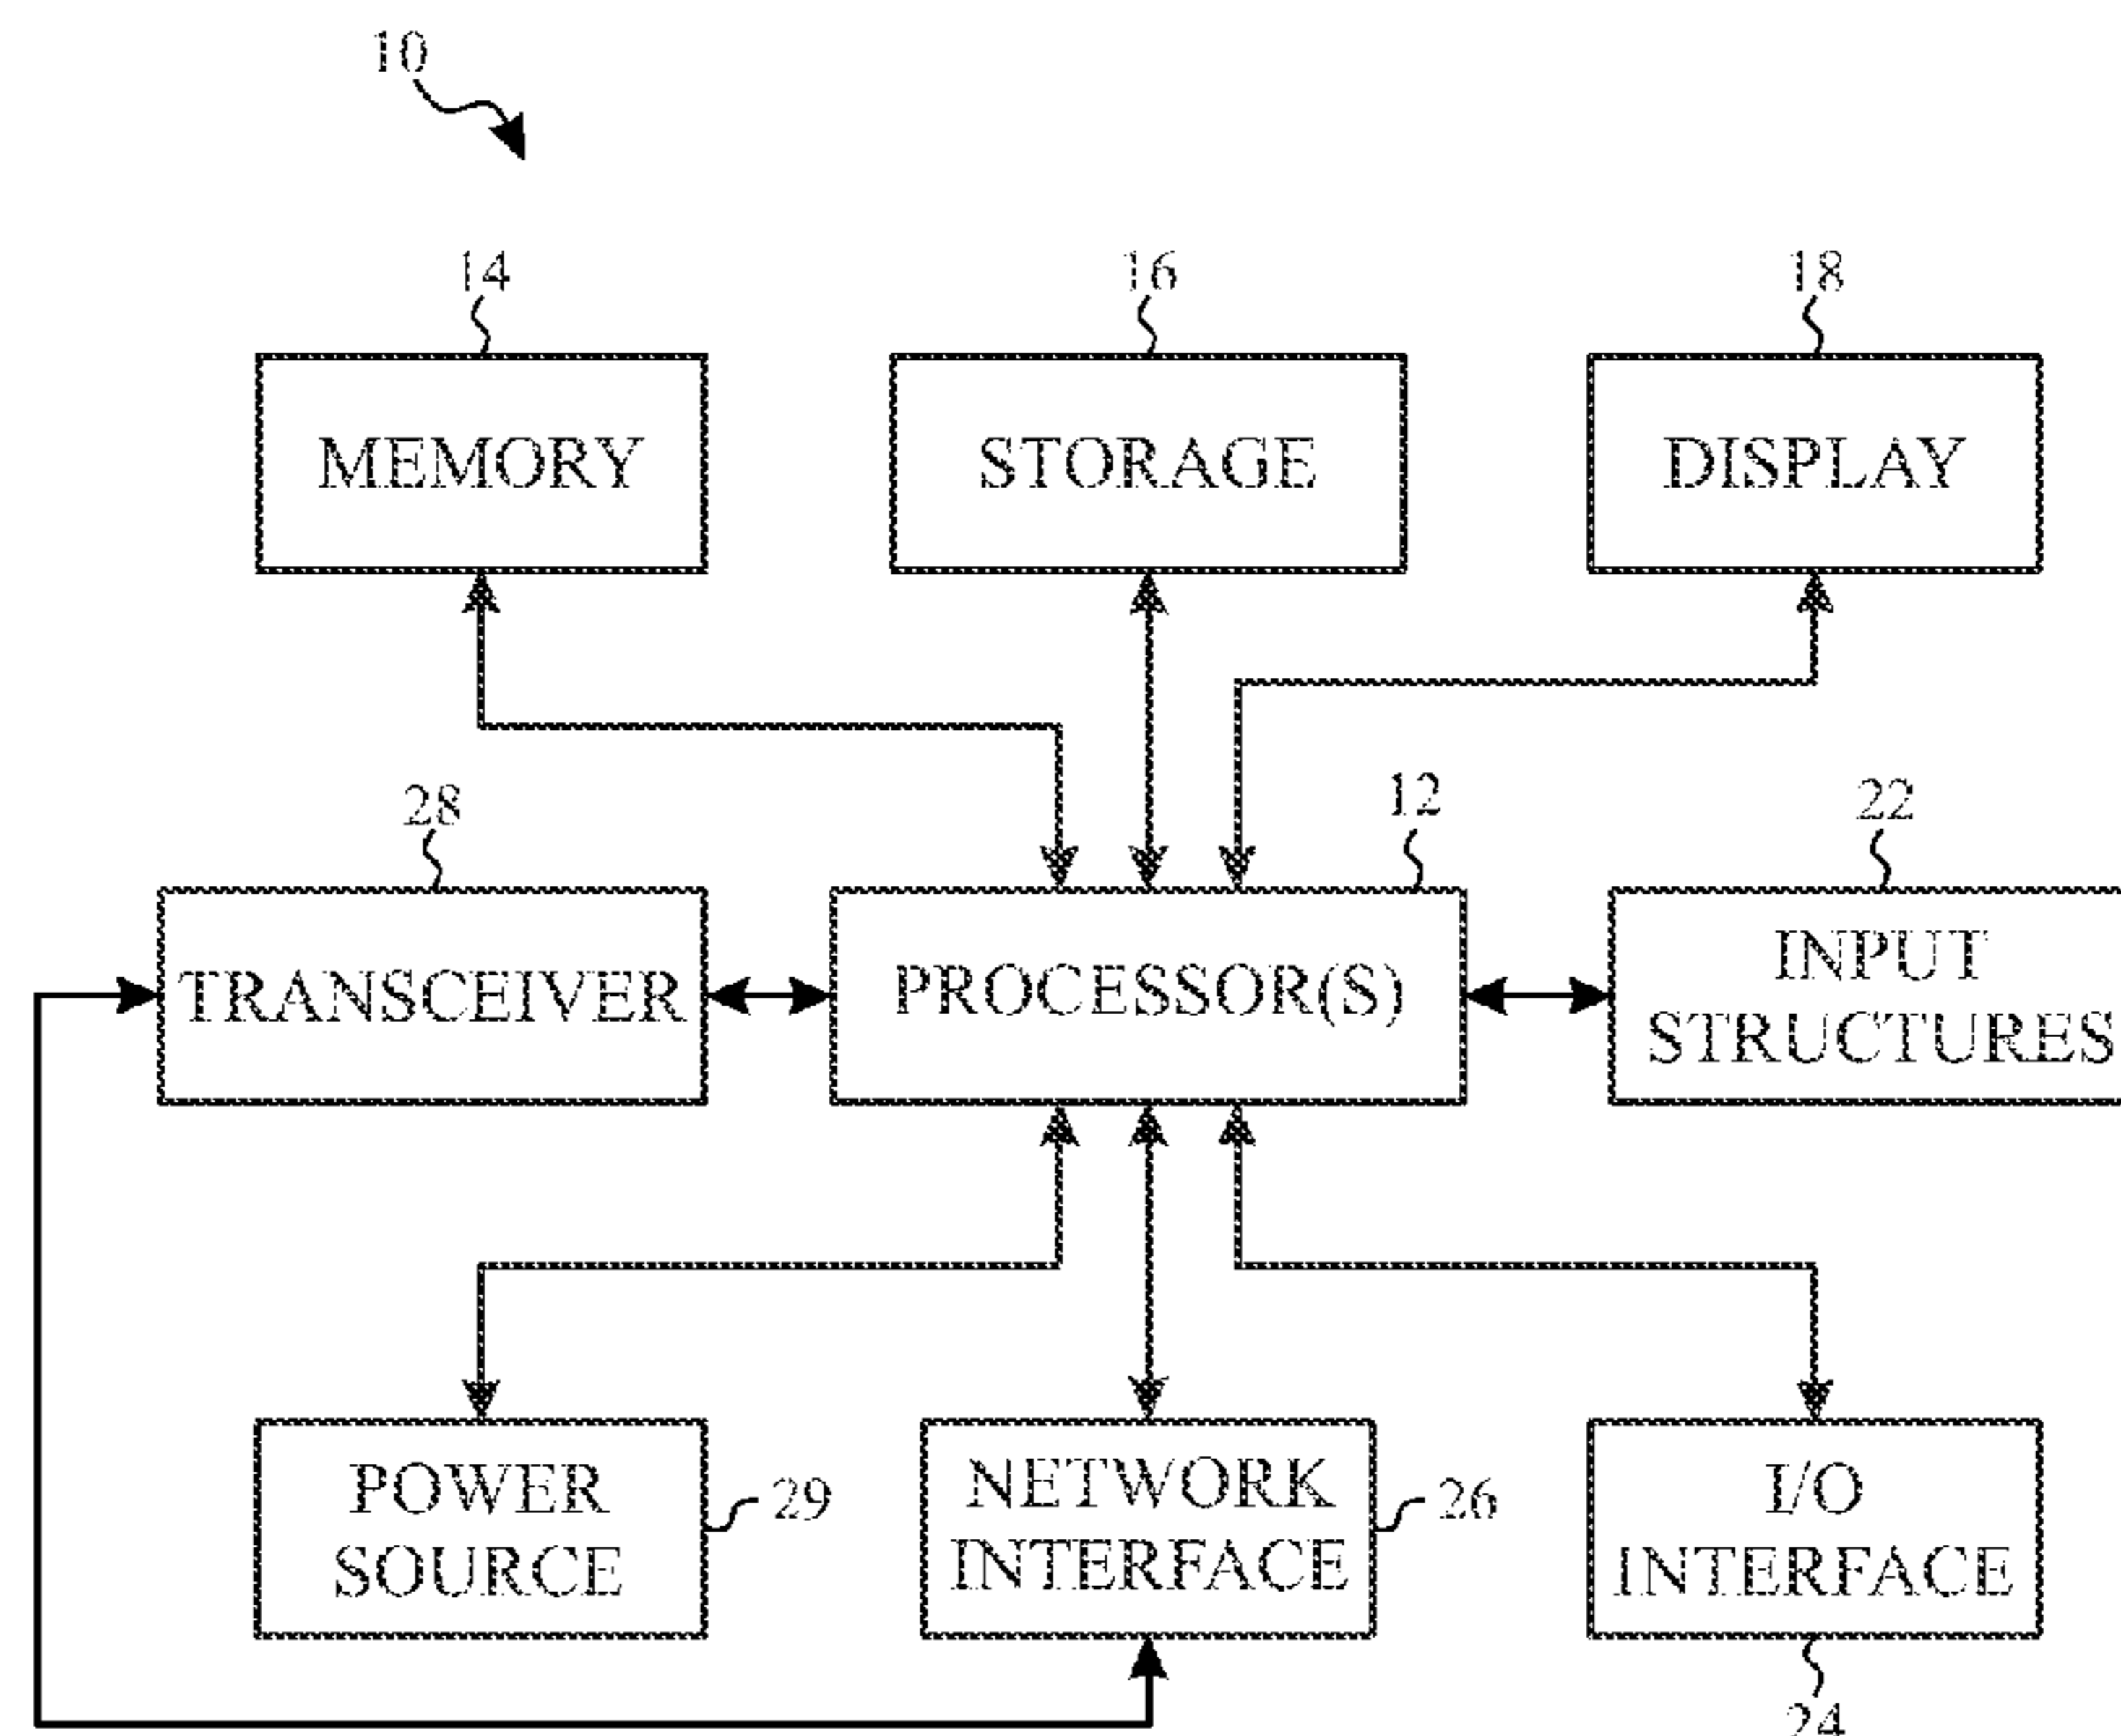 10
14
16
18
MEMORY
STORAGE
DISPLAY
28
12
22
TRANSCEIVER
PROCESSOR(S)
INPUT
STRUCTURES
POWER
SOURCE
29
NETWORK
INTERFACE
26
I/O
INTERFACE
24